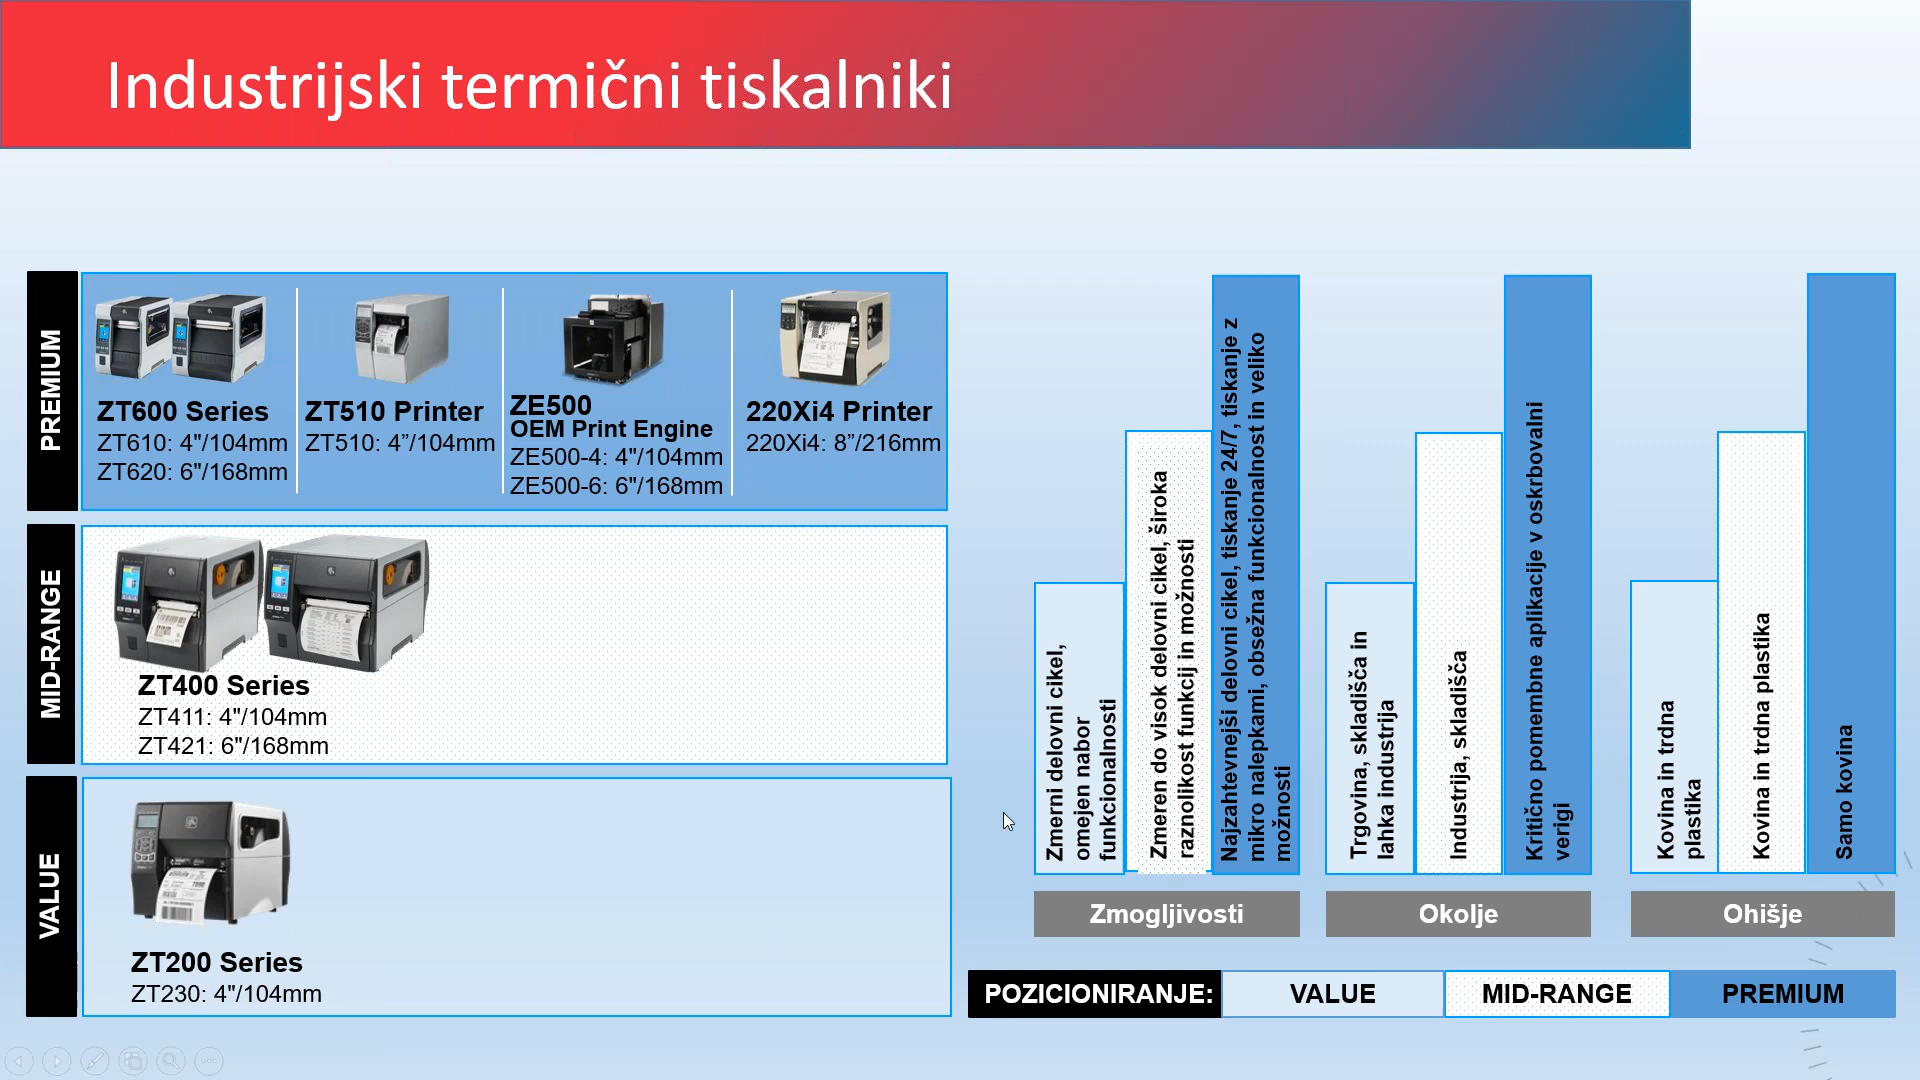 Industrijski termični tiskalniki
PREMIUM
ZT600 Series
ZT610: 4"/104mm
ZT620: 6"/168mm
ZT510 Printer
ZT510: 4”/104mm
ZE500
OEM Print Engine
ZE500-4: 4"/104mm
ZE500-6: 6"/168mm
220Xi4 Printer
220Xi4: 8”/216mm
MID-RANGE
ZT400 Series
ZT411: 4"/104mm
ZT421: 6"/168mm
VALUE
ZT200 Series
ZT230: 4"/104mm
Zmerni delovni cikel,
omejen nabor
funkcionalnosti
Zmeren do visok delovni cikel, široka
raznolikost funkcij in možnosti
Najzahtevnejši delovni cikel, tiskanje 24/7, tiskanje z
mikro nalepkami, obsežna funkcionalnost in veliko
možnosti
Zmogljivosti
Trgovina, skladišča in
lahka industrija
Industrija, skladišča
Kritično pomembne aplikacije v oskrbovalni
verigi
Okolje
Kovina in trdna
plastika
Kovina in trdna plastika
Samo kovina
Ohišje
POZICIONIRANJE:
VALUE
MID-RANGE
PREMIUM